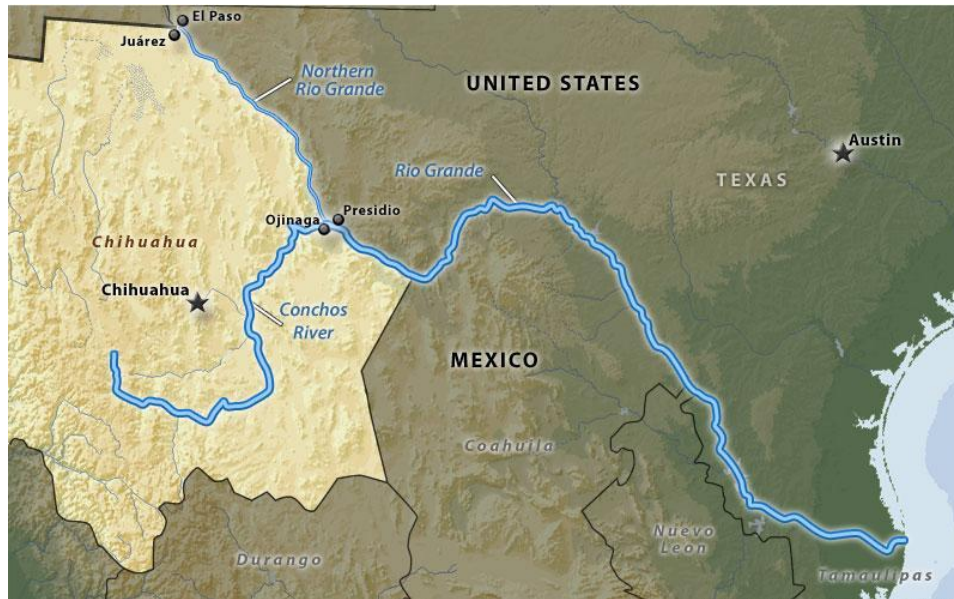 El Paso
Juárez
Northern
Rio Grande
UNITED STATES
Austin
Rio Grande
TEXAS
Presidio
Ojinaga
Chihuahua
Chihuahua
Conchos
River
MEXICO
Coahuila
Nuevo
Leon
Durango
Tamaulipas